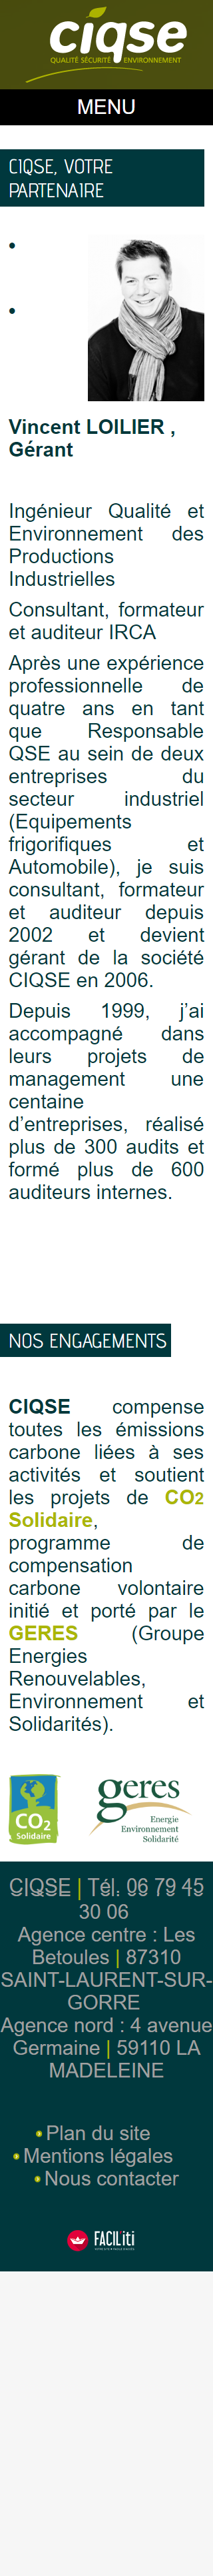 ciqse
QUALITÉ SÉCURITÉ ENVIRONNEMENT
MENU
CIQSE, VOTRE
PARTENAIRE
Vincent LOILIER ,
Gérant
Ingénieur Qualité et
Environnement des
Productions
Industrielles
Consultant, formateur
et auditeur IRCA
Après une expérience
professionnelle de
quatre ans en tant
que Responsable
QSE au sein de deux
entreprises du
secteur industriel
(Equipements
frigorifiques et
Automobile), je suis
consultant, formateur
et auditeur depuis
2002 et devient
gérant de la société
CIQSE en 2006.
Depuis 1999, j’ai
accompagné dans
leurs projets de
management une
centaine
d’entreprises, réalisé
plus de 300 audits et
formé plus de 600
auditeurs internes.
NOS ENGAGEMENTS
CIQSE compense
toutes les émissions
carbone liées à ses
activités et soutient
les projets de CO2
Solidaire,
programme de
compensation
carbone volontaire
initié et porté par le
GERES (Groupe
Energies
Renouvelables,
Environnement et
Solidarités).
CO2
Solidaire
geres
Energie
Environnement
Solidarité
CIQSE | Tél. 06 79 45
30 06
Agence centre : Les
Betoules | 87310
SAINT-LAURENT-SUR-
GORRE
Agence nord : 4 avenue
Germaine | 59110 LA
MADELEINE
Plan du site
Mentions légales
Nous contacter
FACILiti